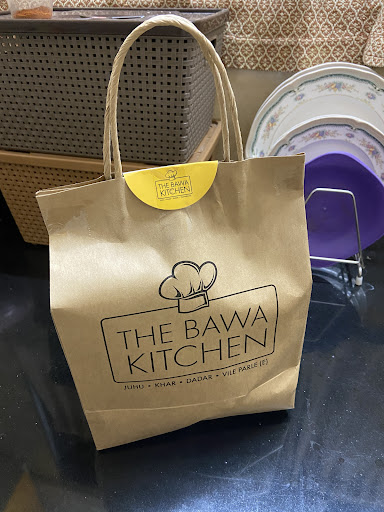 THE BAWA
KITCHEN
THE BAWA
KITCHEN
JUHU • KHAR • DADAR • VILE PARLE (E)